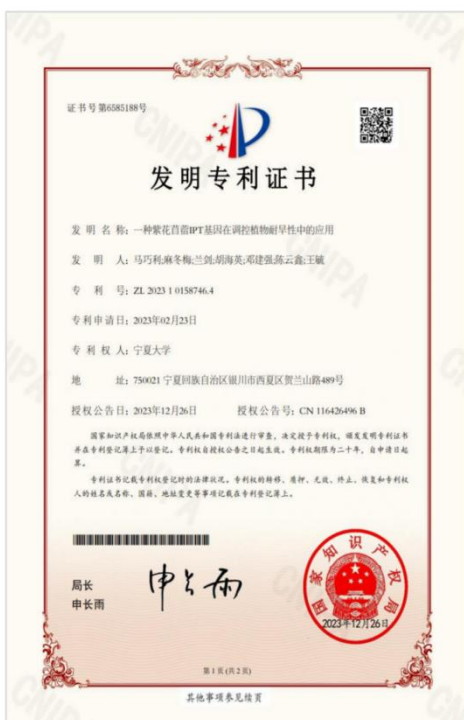 证书号第6585188号
发明专利证书
发 明 名 称：一种紫花苜蓿IPT基因在调控植物耐旱性中的应用
发 明 人：马巧利;麻冬梅;兰剑;胡海英;邓建强;陈云鑫;王毓
专 利 号：ZL 2023 1 0158746.4
专利申请日：2023年02月23日
专 利 权 人：宁夏大学
地 址：750021 宁夏回族自治区银川市西夏区贺兰山路489号
授权公告日：2023年12月26日 授权公告号：CN 116426496 B
国家知识产权局依照中华人民共和国专利法进行审查，决定授予专利权，颁发发明专利证书
并在专利登记簿上予以登记。专利权自授权公告之日起生效。专利权期限为二十年，自申请日起
算。
专利证书记载专利权登记时的法律状况。专利权的转移、质押、无效、终止、恢复和专利权
人的姓名或名称、国籍、地址变更等事项记载在专利登记簿上。
局长
申长雨
申长雨
国家知识产权局
2023年12月26日
第 1 页 (共 2 页)
其他事项参见续页
CNIPA